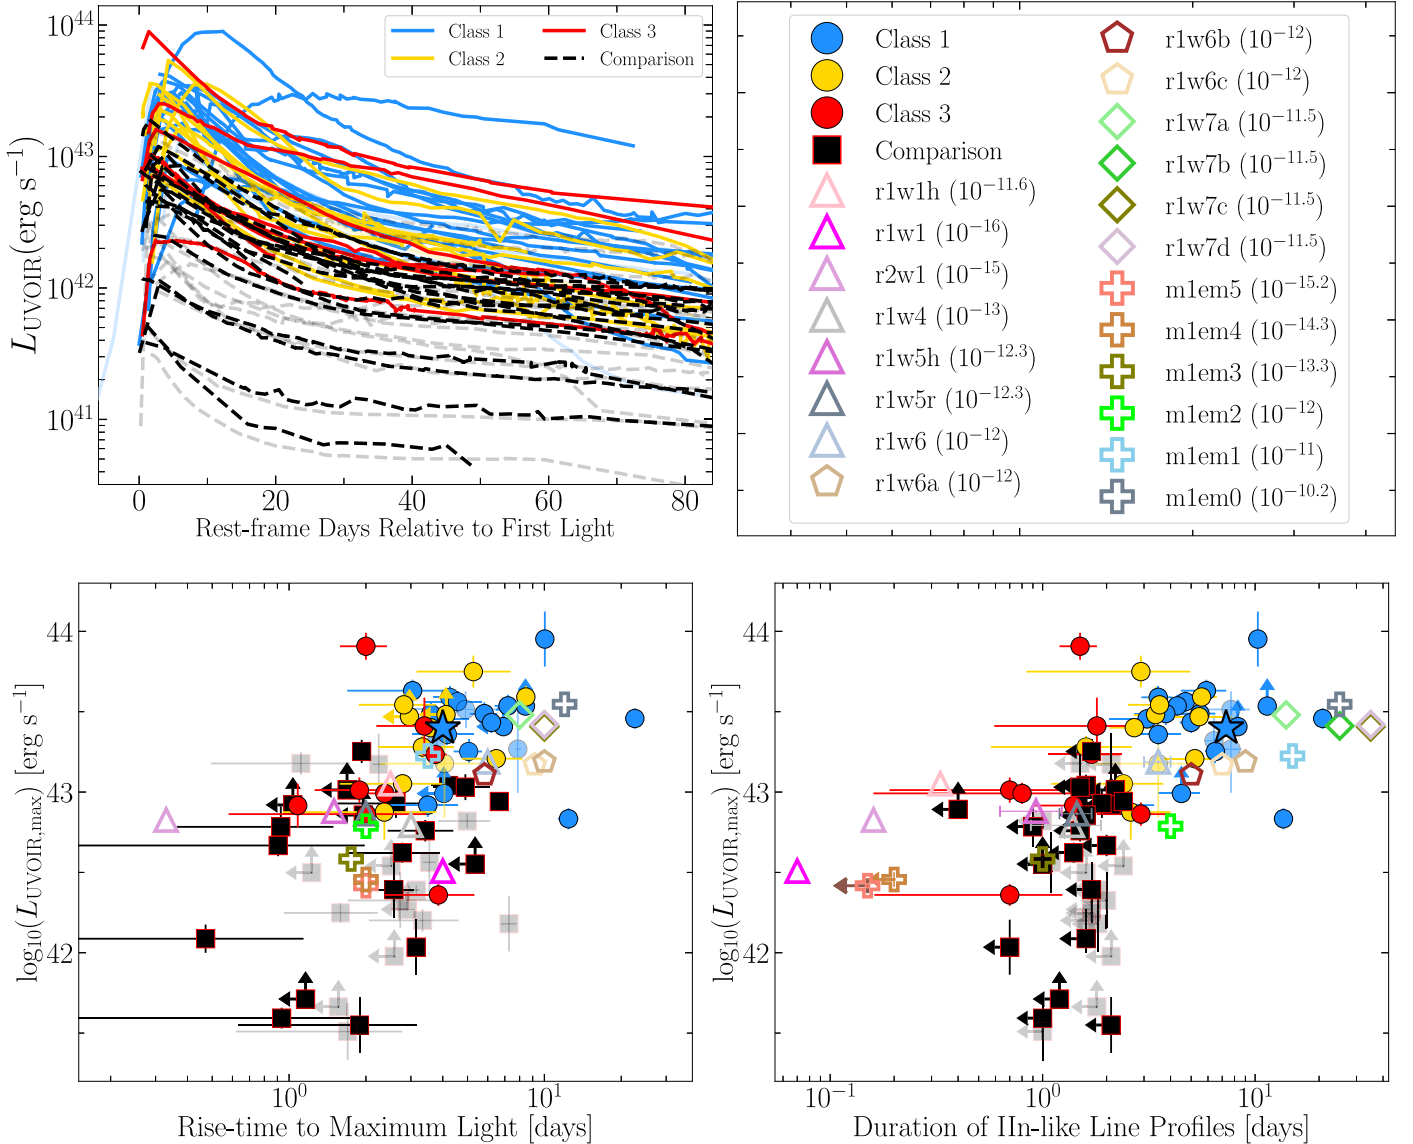 10^44
10^43
10^42
10^41
L_UVOIR (erg s^−1)
Class 1
Class 2
Class 3
Comparison
0 20 40 60 80
Rest-frame Days Relative to First Light
Class 1
Class 2
Class 3
Comparison
r1w1h (10^−11.6)
r1w1 (10^−16)
r2w1 (10^−15)
r1w4 (10^−13)
r1w5h (10^−12.3)
r1w5r (10^−12.3)
r1w6 (10^−12)
r1w6a (10^−12)
r1w6b (10^−12)
r1w6c (10^−12)
r1w7a (10^−11.5)
r1w7b (10^−11.5)
r1w7c (10^−11.5)
r1w7d (10^−11.5)
m1em5 (10^−15.2)
m1em4 (10^−14.3)
m1em3 (10^−13.3)
m1em2 (10^−12)
m1em1 (10^−11)
m1em0 (10^−10.2)
44
43
42
log10(L_UVOIR,max) [erg s^−1]
10^0 10^1
Rise-time to Maximum Light [days]
44
43
42
log10(L_UVOIR,max) [erg s^−1]
10^−1 10^0 10^1
Duration of IIn-like Line Profiles [days]